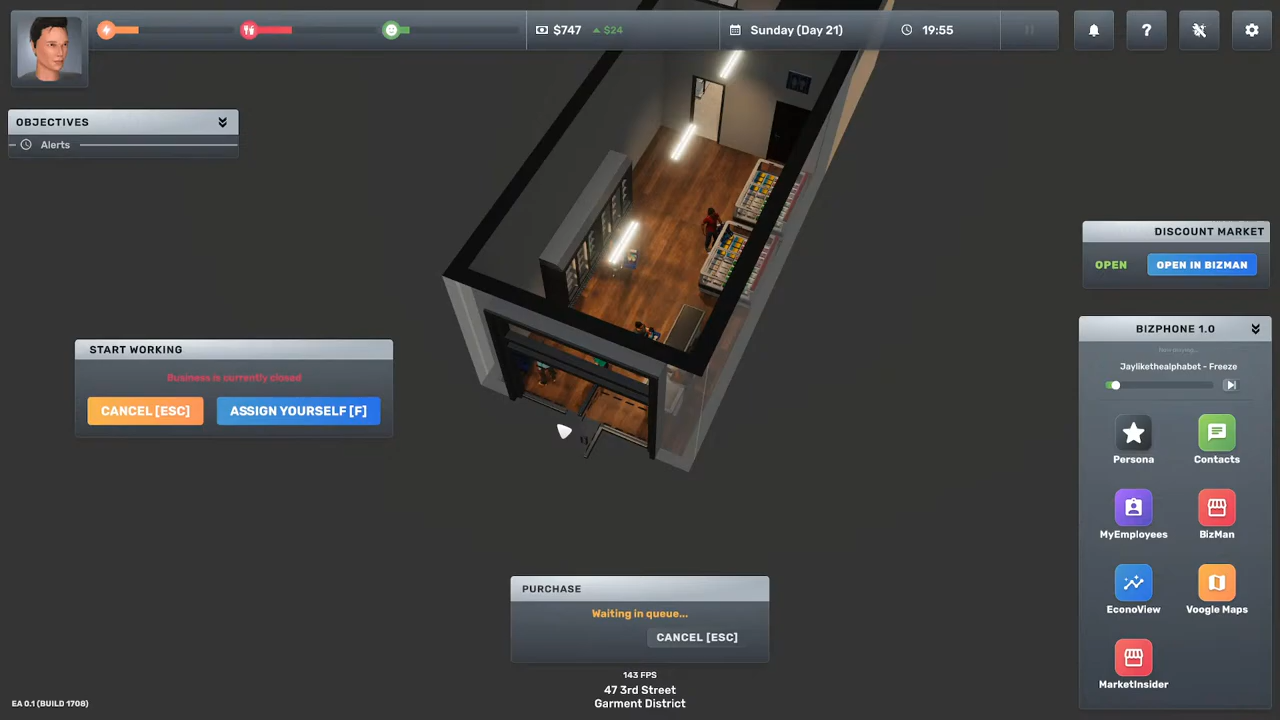 $747
$24
Sunday (Day 21)
19:55
?
OBJECTIVES
Alerts
DISCOUNT MARKET
OPEN
OPEN IN BIZMAN
BIZPHONE 1.0
Now playing...
Jaylikethealphabet - Freeze
START WORKING
Business is currently closed
CANCEL [ESC]
ASSIGN YOURSELF [F]
Persona
Contacts
MyEmployees
BizMan
EconoView
Voogle Maps
MarketInsider
PURCHASE
Waiting in queue...
CANCEL [ESC]
143 FPS
47 3rd Street
Garment District
EA 0.1 (BUILD 1708)